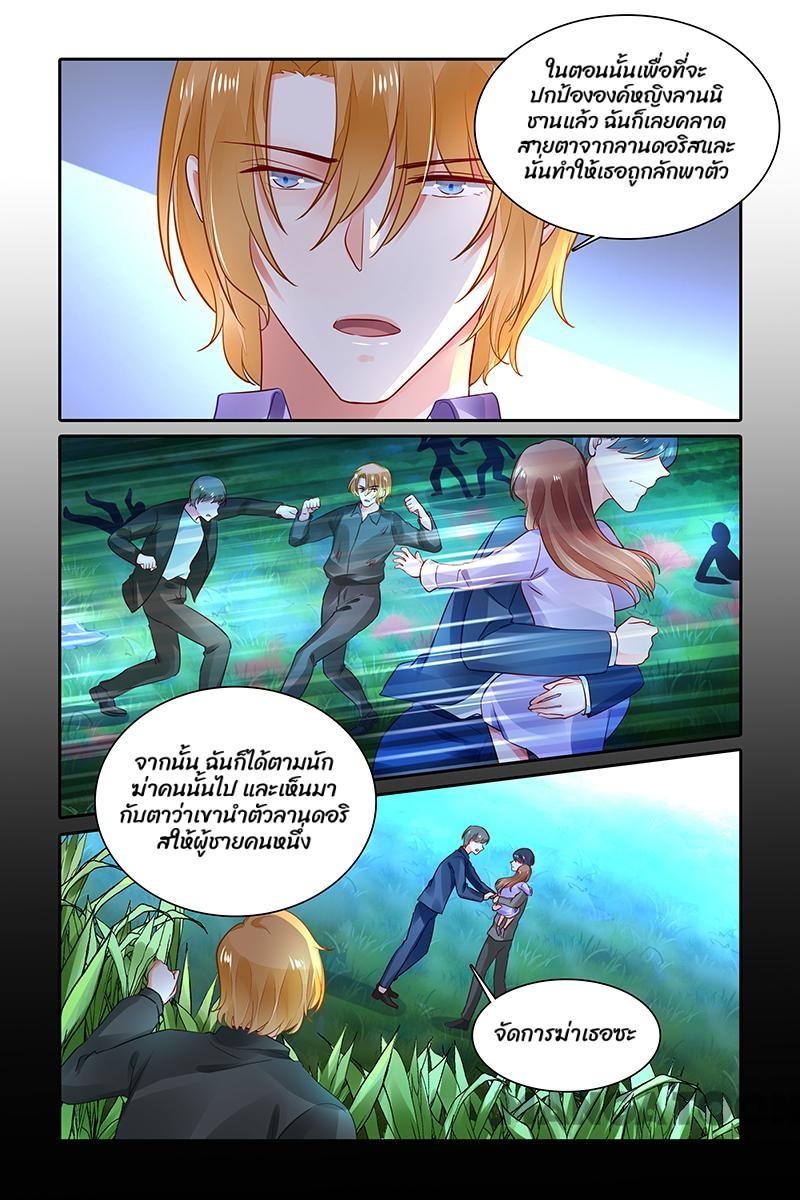 ในตอนนั้นเพื่อที่จะ
ปกป้ององค์หญิงลานนิ
ชานแล้ว ฉันก็เลยคลาด
สายตาจากลานดอริสและ
นั่นทำให้เธอถูกลักพาตัว
จากนั้น ฉันก็ได้ตามนัก
ฆ่าคนนั้นไป และเห็นมา
กับตาว่าเขานำตัวลานดอริ
สให้ผู้ชายคนหนึ่ง
จัดการฆ่าเธอซะ